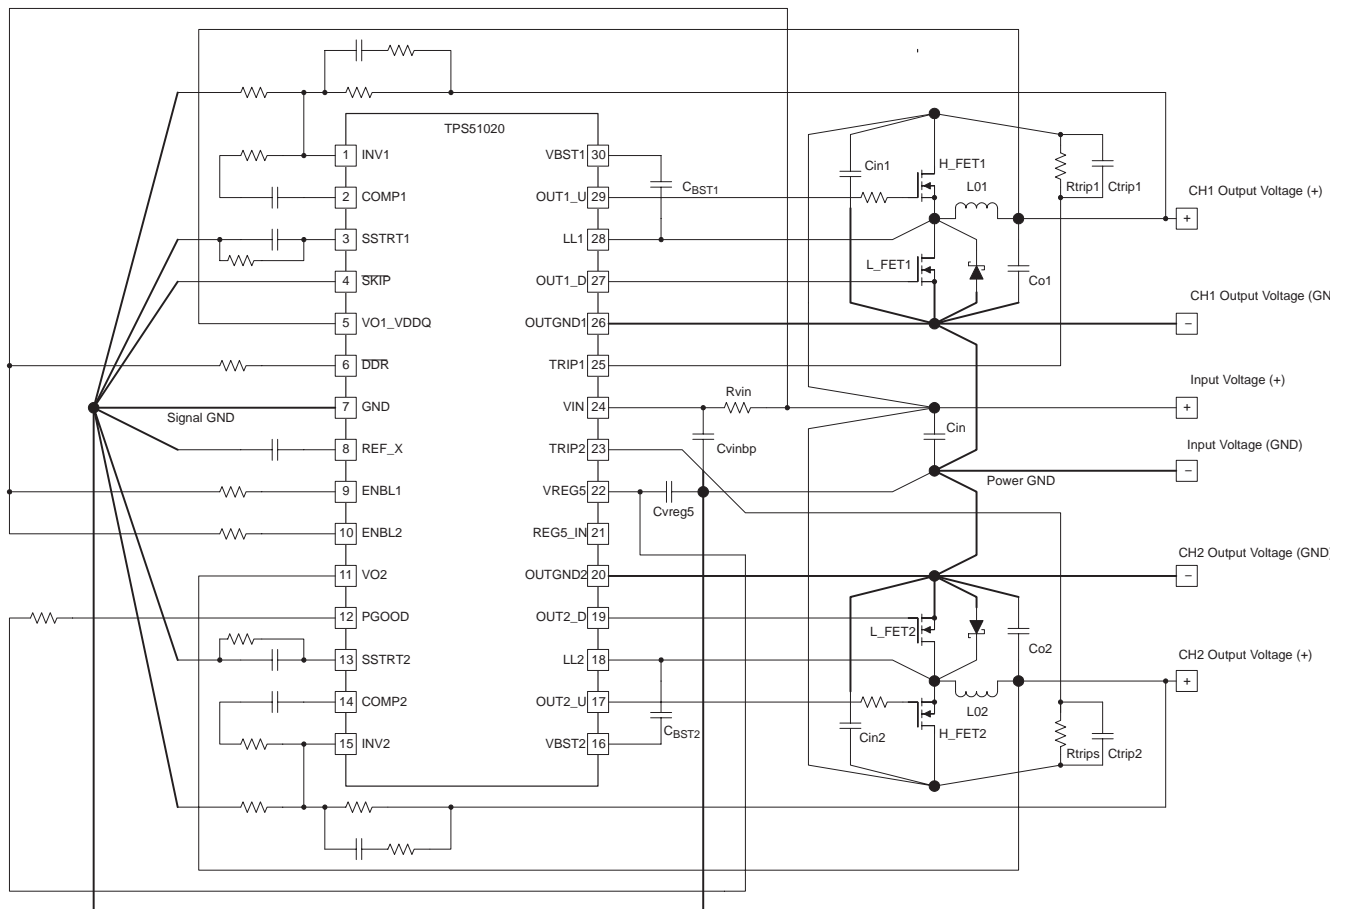 TPS51020
1 INV1
2 COMP1
3 SSTRT1
4 SKIP
5 VO1_VDDQ
6 DDR
7 GND
8 REF_X
9 ENBL1
10 ENBL2
11 VO2
12 PGOOD
13 SSTRT2
14 COMP2
15 INV2
VBST1 30
OUT1_U 29
LL1 28
OUT1_D 27
OUTGND1 26
TRIP1 25
VIN 24
TRIP2 23
VREG5 22
REG5_IN 21
OUTGND2 20
OUT2_D 19
LL2 18
OUT2_U 17
VBST2 16
Signal GND
CBST1
Rvin
Cvinbp
Cvreg5
CBST2
Cin1
H_FET1
L01
L_FET1
Co1
Rtrip1
Ctrip1
Cin
Power GND
L_FET2
Co2
L02
Cin2
H_FET2
Rtrips
Ctrip2
CH1 Output Voltage (+)
+
CH1 Output Voltage (GN
−
Input Voltage (+)
+
Input Voltage (GND)
−
CH2 Output Voltage (GND
−
CH2 Output Voltage (+)
+